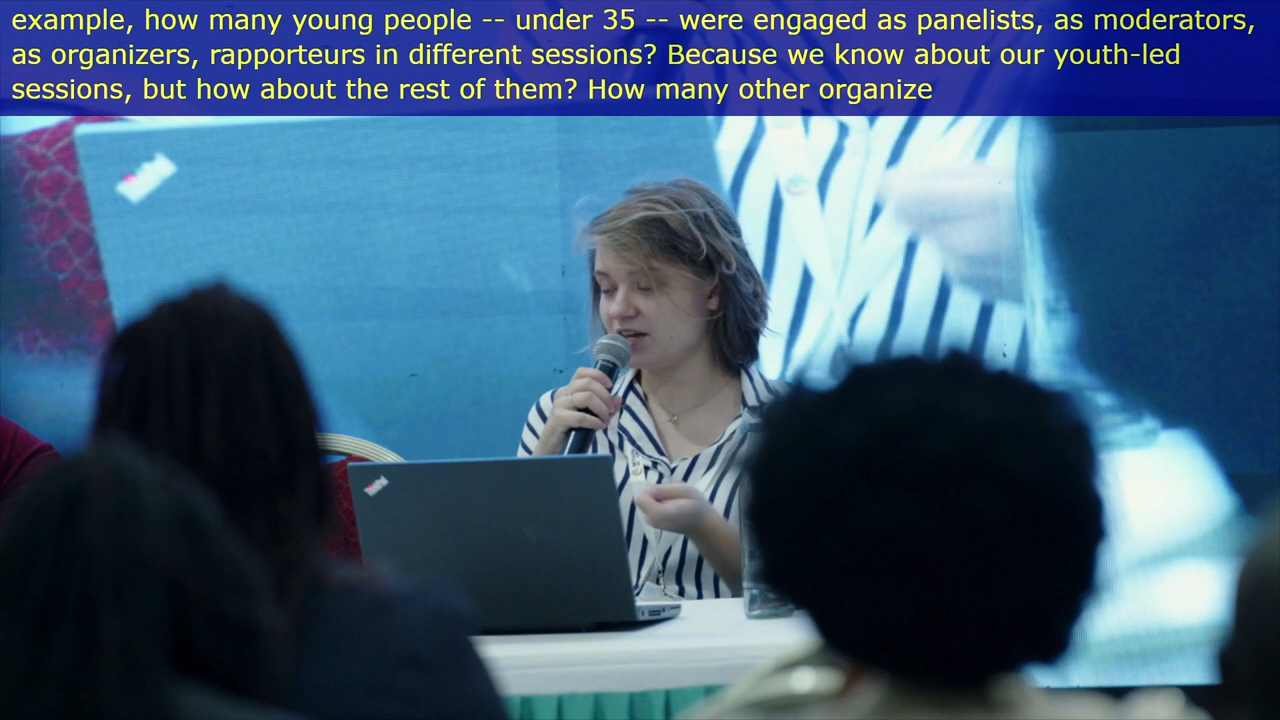 example, how many young people -- under 35 -- were engaged as panelists, as moderators,
as organizers, rapporteurs in different sessions? Because we know about our youth-led
sessions, but how about the rest of them? How many other organize